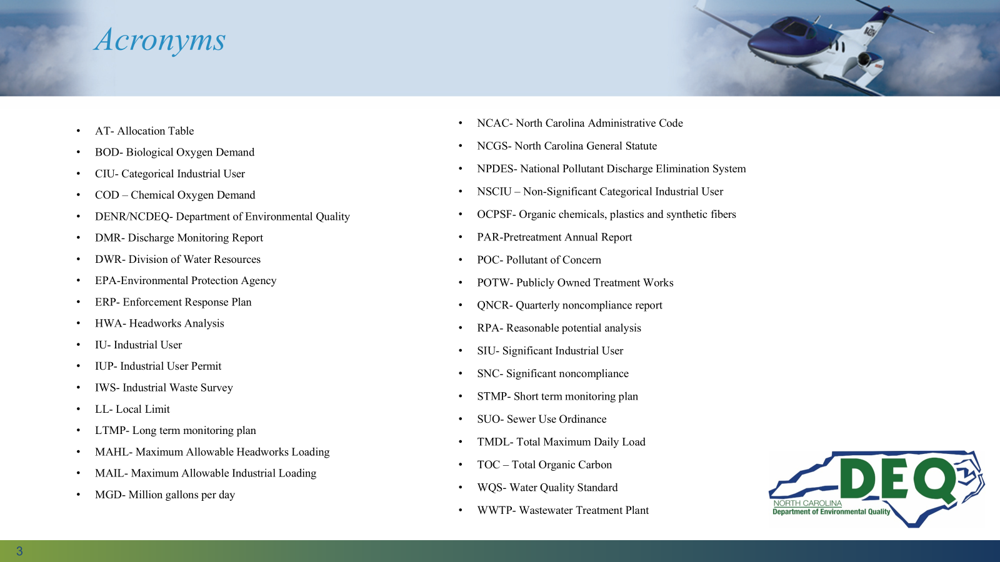 Acronyms
• AT- Allocation Table
• BOD- Biological Oxygen Demand
• CIU- Categorical Industrial User
• COD – Chemical Oxygen Demand
• DENR/NCDEQ- Department of Environmental Quality
• DMR- Discharge Monitoring Report
• DWR- Division of Water Resources
• EPA-Environmental Protection Agency
• ERP- Enforcement Response Plan
• HWA- Headworks Analysis
• IU- Industrial User
• IUP- Industrial User Permit
• IWS- Industrial Waste Survey
• LL- Local Limit
• LTMP- Long term monitoring plan
• MAHL- Maximum Allowable Headworks Loading
• MAIL- Maximum Allowable Industrial Loading
• MGD- Million gallons per day
• NCAC- North Carolina Administrative Code
• NCGS- North Carolina General Statute
• NPDES- National Pollutant Discharge Elimination System
• NSCIU – Non-Significant Categorical Industrial User
• OCPSF- Organic chemicals, plastics and synthetic fibers
• PAR-Pretreatment Annual Report
• POC- Pollutant of Concern
• POTW- Publicly Owned Treatment Works
• QNCR- Quarterly noncompliance report
• RPA- Reasonable potential analysis
• SIU- Significant Industrial User
• SNC- Significant noncompliance
• STMP- Short term monitoring plan
• SUO- Sewer Use Ordinance
• TMDL- Total Maximum Daily Load
• TOC – Total Organic Carbon
• WQS- Water Quality Standard
• WWTP- Wastewater Treatment Plant
DEQ
NORTH CAROLINA
Department of Environmental Quality
3